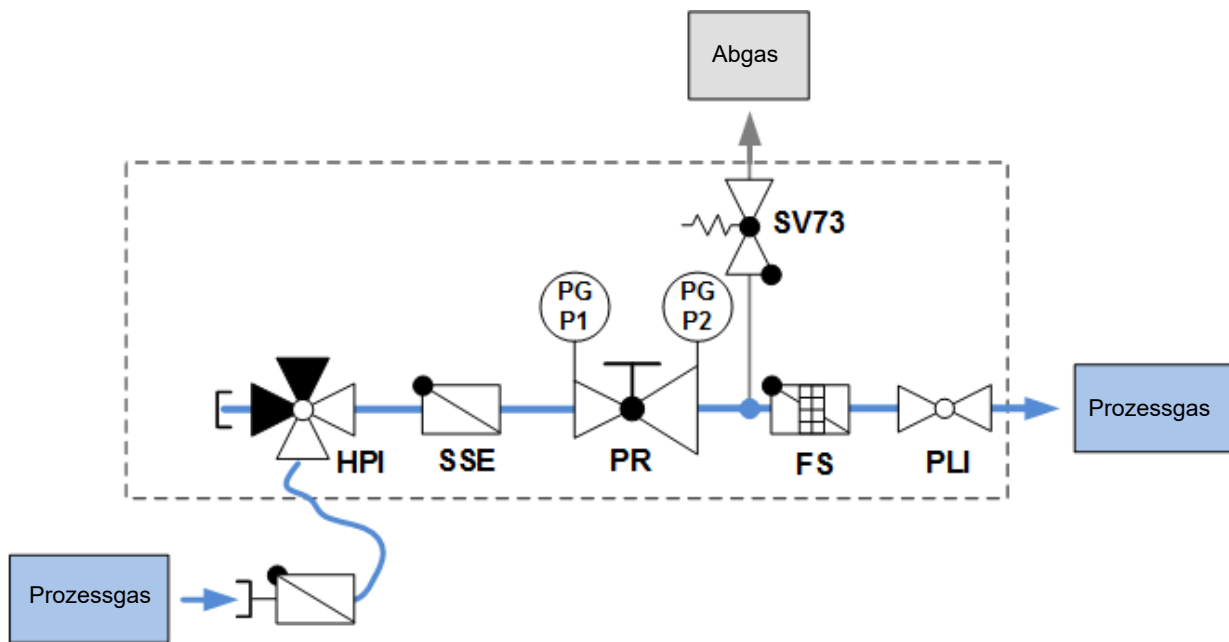 Abgas
SV73
PG
P1
PG
P2
HPI
SSE
PR
FS
PLI
Prozessgas
Prozessgas